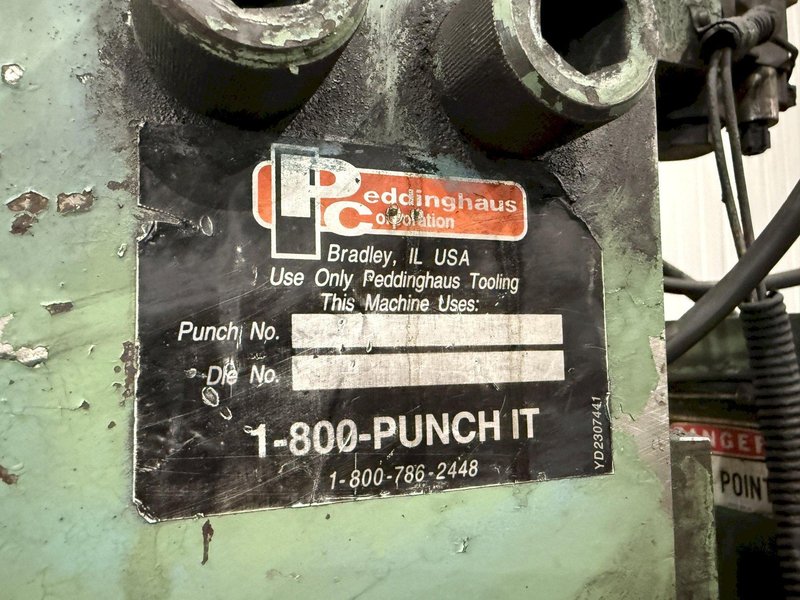 Peddinghaus
Corporation
Bradley, IL USA
Use Only Peddinghaus Tooling
This Machine Uses:
Punch No.
Die No.
1-800-PUNCH IT
1-800-786-2448
YD2307441
DANGER
POINT